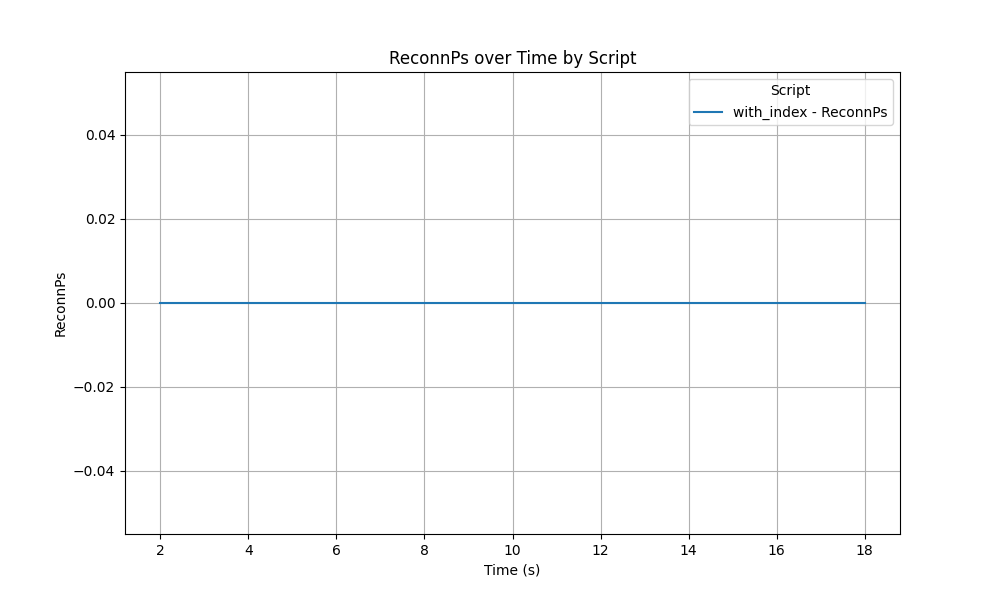 ReconnPs over Time by Script
Script
with_index - ReconnPs
0.04
0.02
0.00
−0.02
−0.04
ReconnPs
2 4 6 8 10 12 14 16 18
Time (s)